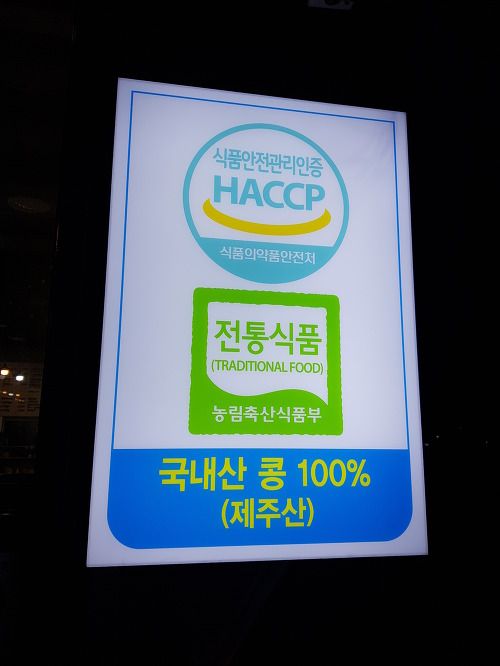 식품안전관리인증
HACCP
식품의약품안전처
전통식품
(TRADITIONAL FOOD)
농림축산식품부
국내산 콩 100%
(제주산)